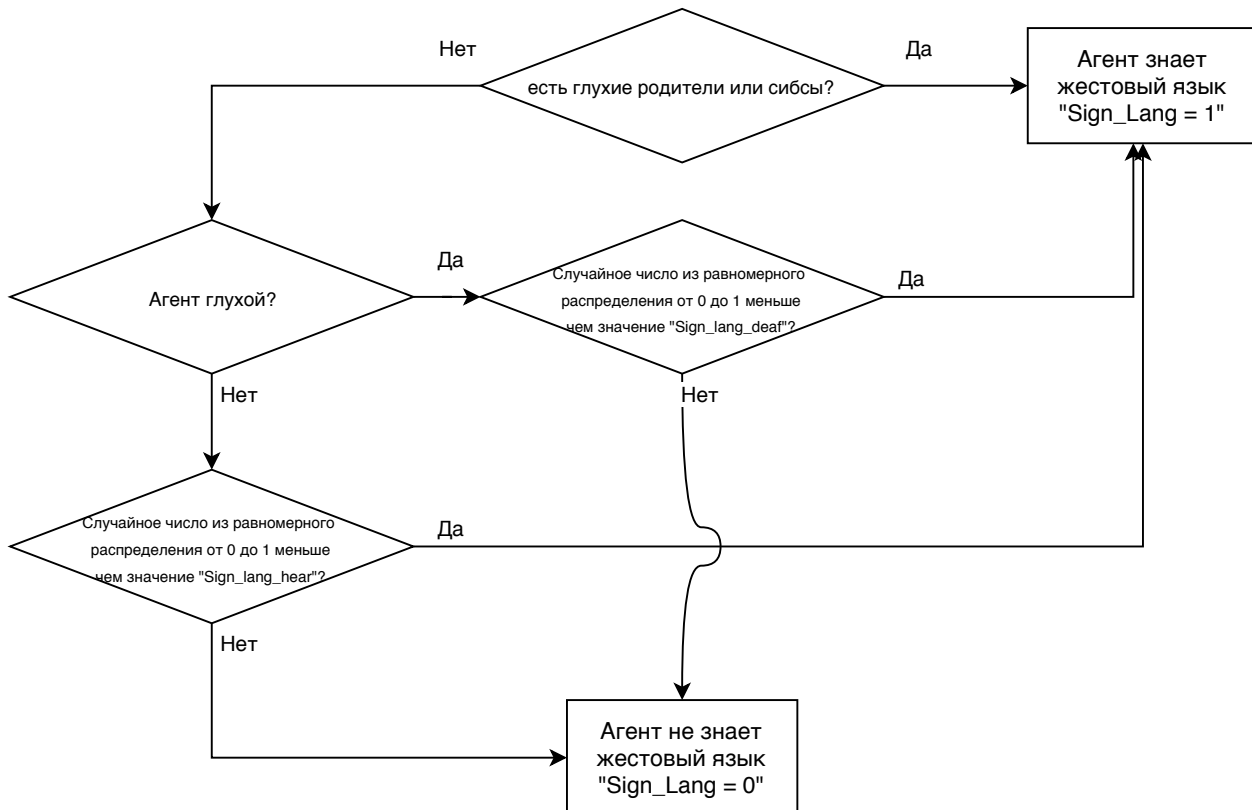 Нет
Да
есть глухие родители или сибсы?
Агент знает
жестовый язык
"Sign_Lang = 1"
Агент глухой?
Да
Случайное число из равномерного
распределения от 0 до 1 меньше
чем значение "Sign_lang_deaf"?
Да
Нет
Нет
Случайное число из равномерного
распределения от 0 до 1 меньше
чем значение "Sign_lang_hear"?
Да
Нет
Агент не знает
жестовый язык
"Sign_Lang = 0"